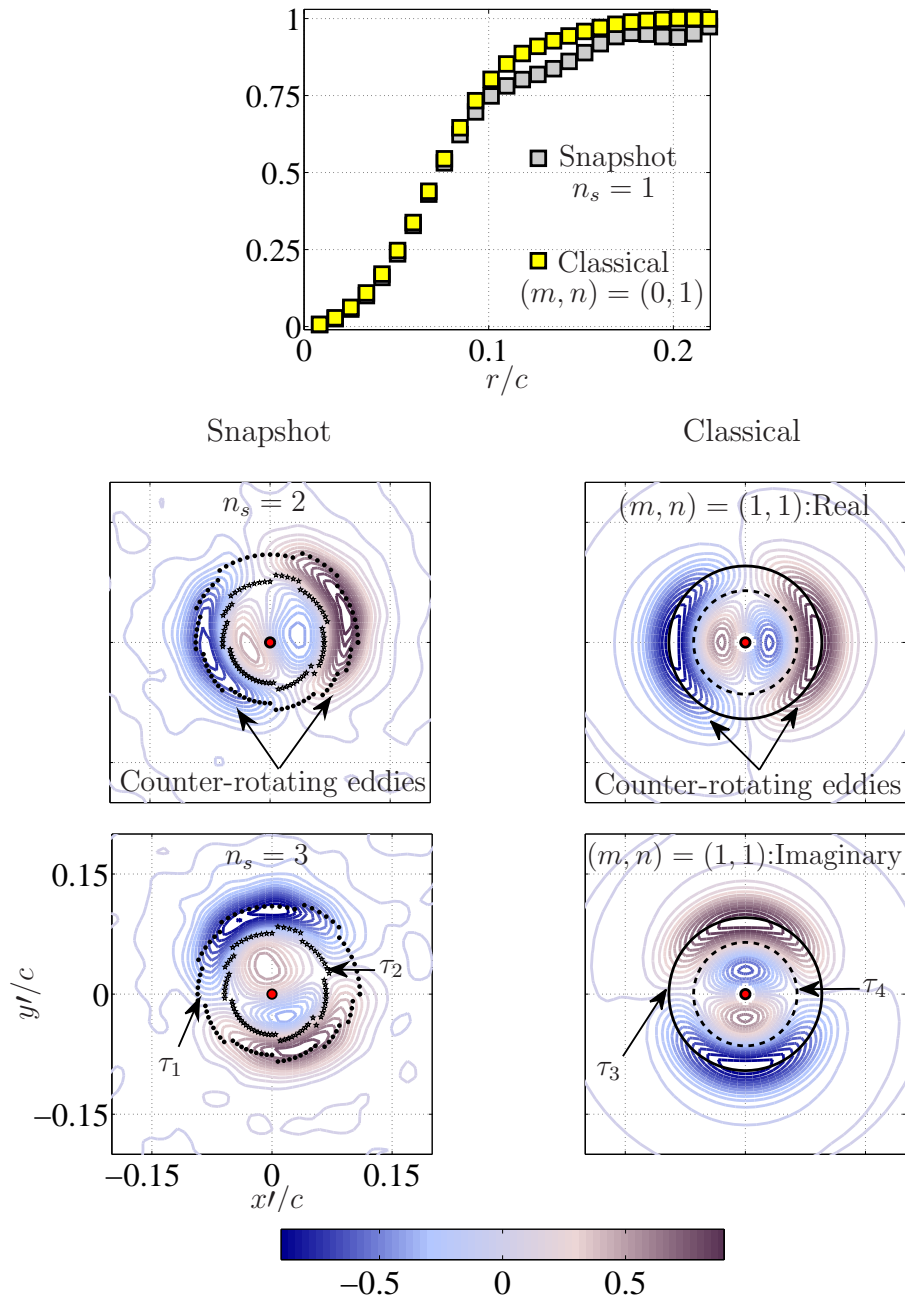 1
0.75
0.5
0.25
0
0 0.1 0.2
r/c
Snapshot
n_s = 1
Classical
(m, n) = (0, 1)
Snapshot Classical
n_s = 2
Counter-rotating eddies
(m, n) = (1, 1):Real
Counter-rotating eddies
n_s = 3
τ_1
τ_2
0.15
0
−0.15
y′/c
−0.15 0 0.15
x′/c
(m, n) = (1, 1):Imaginary
τ_3
τ_4
−0.5 0 0.5